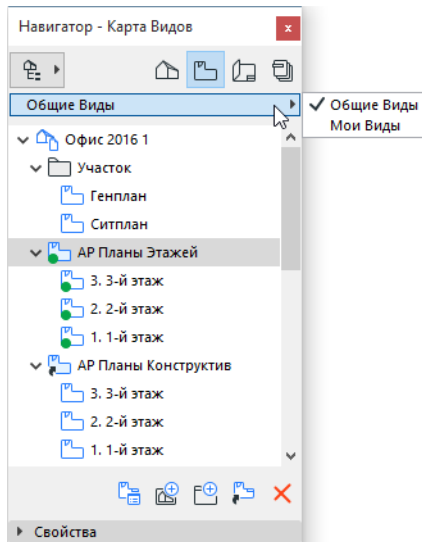 Навигатор - Карта Видов
Общие Виды
Общие Виды
Мои Виды
Офис 2016 1
Участок
Генплан
Ситплан
АР Планы Этажей
3. 3-й этаж
2. 2-й этаж
1. 1-й этаж
АР Планы Конструктив
3. 3-й этаж
2. 2-й этаж
1. 1-й этаж
Свойства